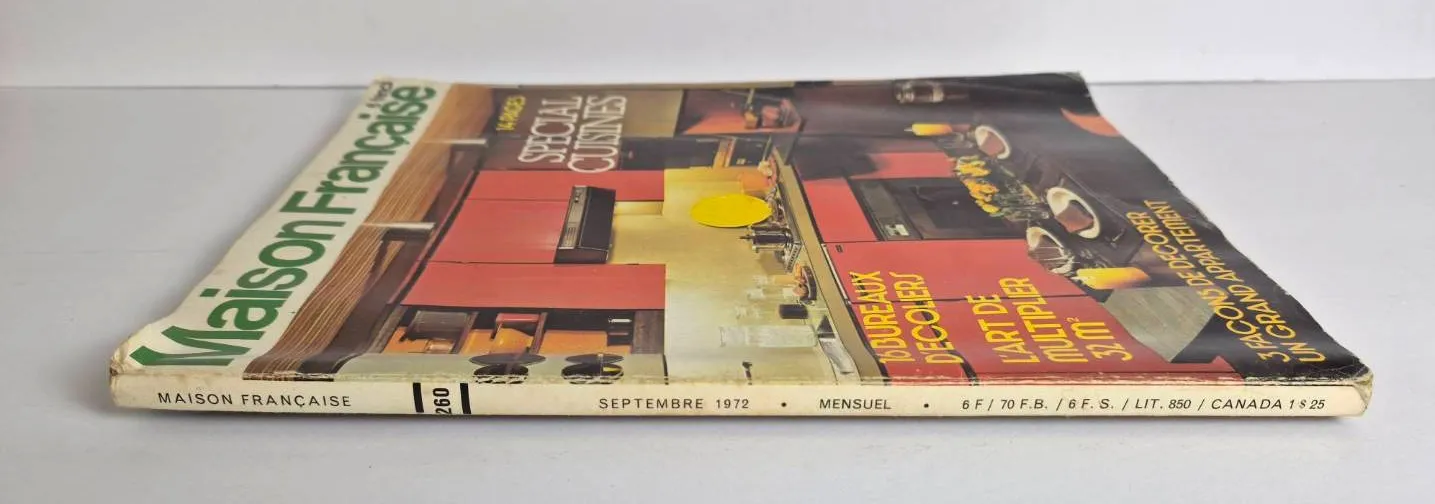 Maison Française
14 PAGES
SPECIAL
CUISINES
16 BUREAUX
D'ECOLIERS
L'ART DE
MULTIPLIER
32 m²
3 FAÇONS DE DECORER
UN GRAND APPARTEMENT
MAISON FRANÇAISE
260
SEPTEMBRE 1972 • MENSUEL • 6 F / 70 F.B. / 6 F. S. / LIT. 850 / CANADA 1 $ 25